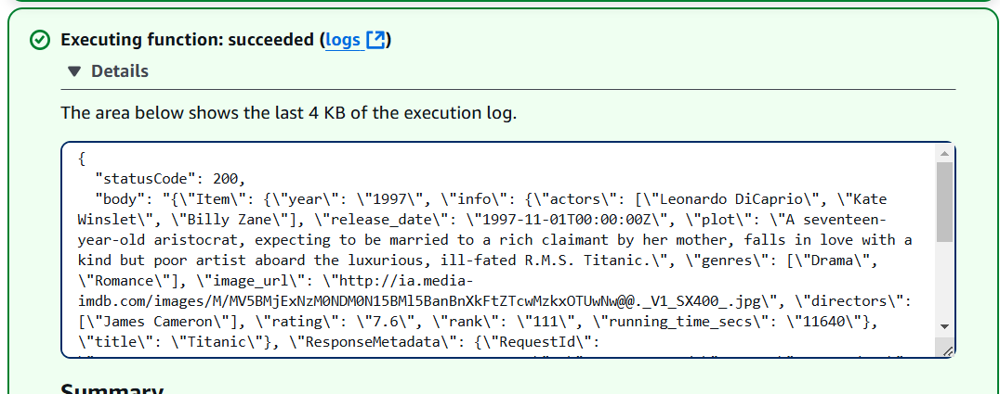 Executing function: succeeded (logs)
Details
The area below shows the last 4 KB of the execution log.
{
  "statusCode": 200,
  "body": "{\"Item\": {\"year\": \"1997\", \"info\": {\"actors\": [\"Leonardo DiCaprio\", \"Kate
Winslet\", \"Billy Zane\"], \"release_date\": \"1997-11-01T00:00:00Z\", \"plot\": \"A seventeen-
year-old aristocrat, expecting to be married to a rich claimant by her mother, falls in love with a
kind but poor artist aboard the luxurious, ill-fated R.M.S. Titanic.\", \"genres\": [\"Drama\",
\"Romance\"], \"image_url\": \"http://ia.media-
imdb.com/images/M/MV5BMjExNzM0NDM0N15BMl5BanBnXkFtZTcwMzkxOTUwNw@@._V1_SX400_.jpg\", \"directors\":
[\"James Cameron\"], \"rating\": \"7.6\", \"rank\": \"111\", \"running_time_secs\": \"11640\"},
\"title\": \"Titanic\"}, \"ResponseMetadata\": {\"RequestId\":
Summary